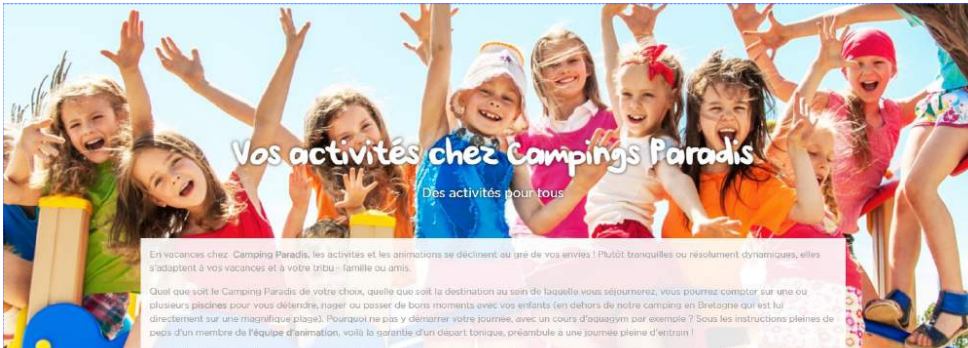 Vos activités chez Campings Paradis
Des activités pour tous
En vacances chez Camping Paradis, les activités et les animations se déclinent au gré de vos envies ! Plutôt tranquilles ou résolument dynamiques, elles
s'adaptent à vos vacances et à votre tribu - famille ou amis.
Quel que soit le Camping Paradis de votre choix, quelle que soit la destination au sein de laquelle vous séjournerez, vous pourrez compter sur une ou
plusieurs piscines pour vous détendre, nager ou passer de bons moments avec vos enfants (en dehors de notre camping en Bretagne qui est lui
directement sur une magnifique plage). Pourquoi ne pas y démarrer votre journée, avec un cours d'aquagym par exemple ? Sous les instructions pleines de
peps d'un membre de l'équipe d'animation, voilà la garantie d'un départ tonique, préambule à une journée pleine d'entrain !